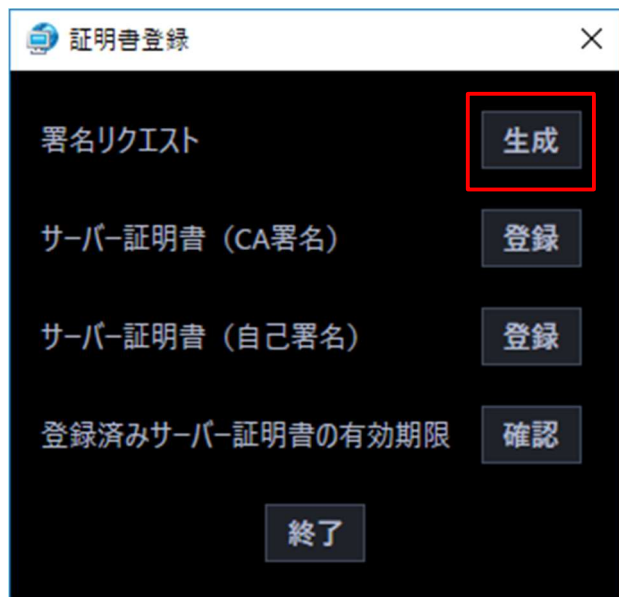 証明書登録
署名リクエスト 生成
サーバー証明書（CA署名） 登録
サーバー証明書（自己署名） 登録
登録済みサーバー証明書の有効期限 確認
終了